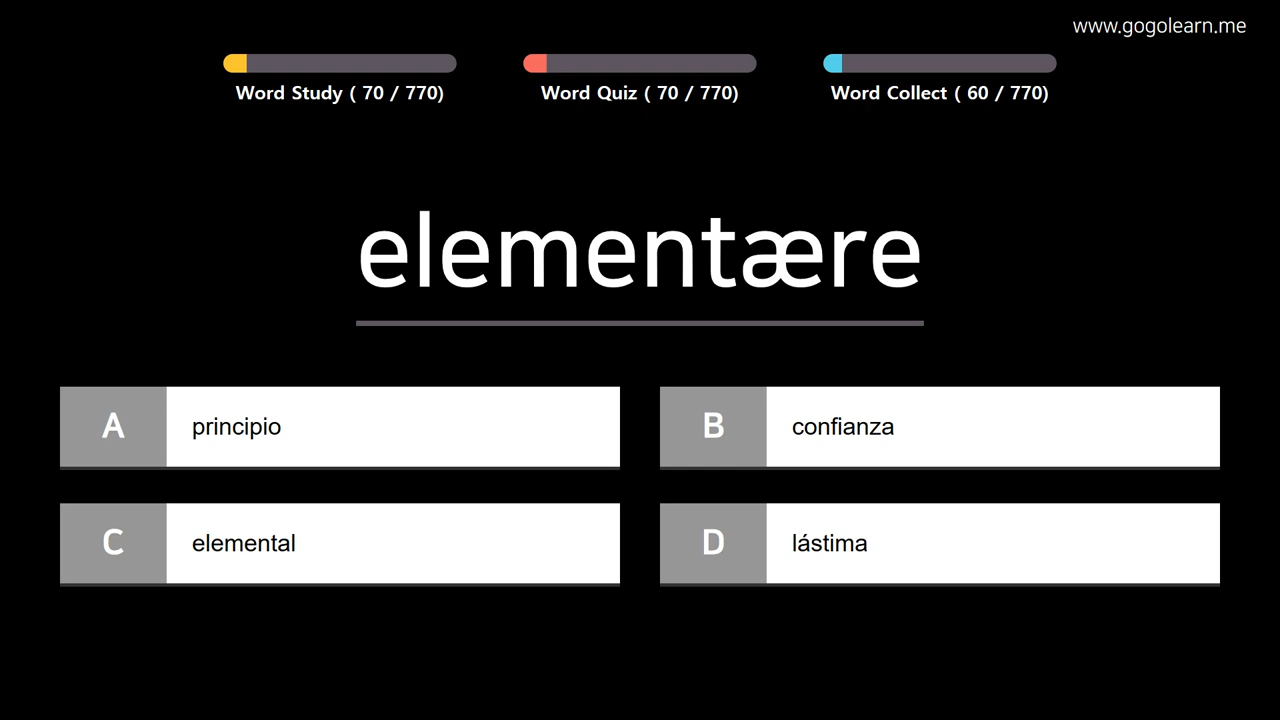 www.gogolearn.me
Word Study ( 70 / 770)
Word Quiz ( 70 / 770)
Word Collect ( 60 / 770)
elementære
A principio
B confianza
C elemental
D lástima